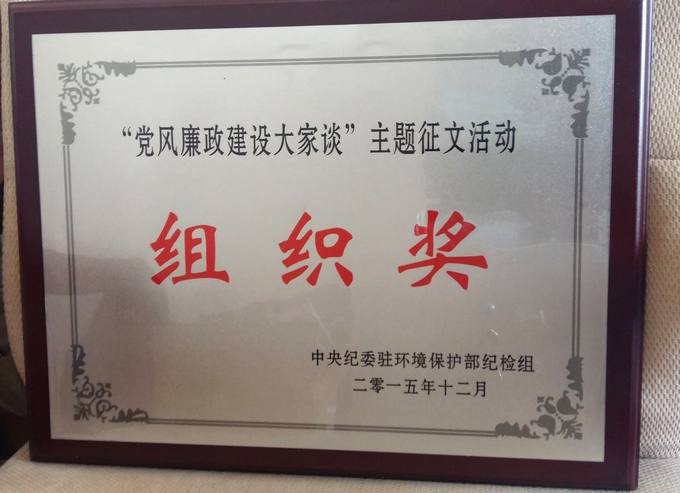 “党风廉政建设大家谈”主题征文活动
组织奖
中央纪委驻环境保护部纪检组
二零一五年十二月